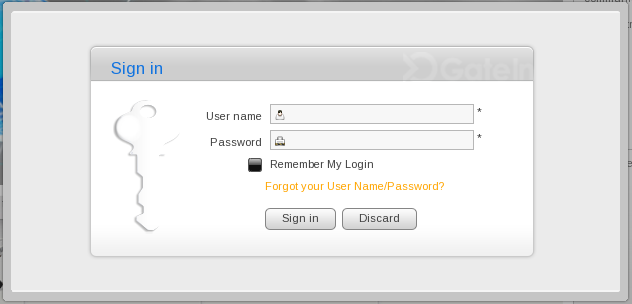 Sign in
GateIn
User name *
Password *
Remember My Login
Forgot your User Name/Password?
Sign in Discard